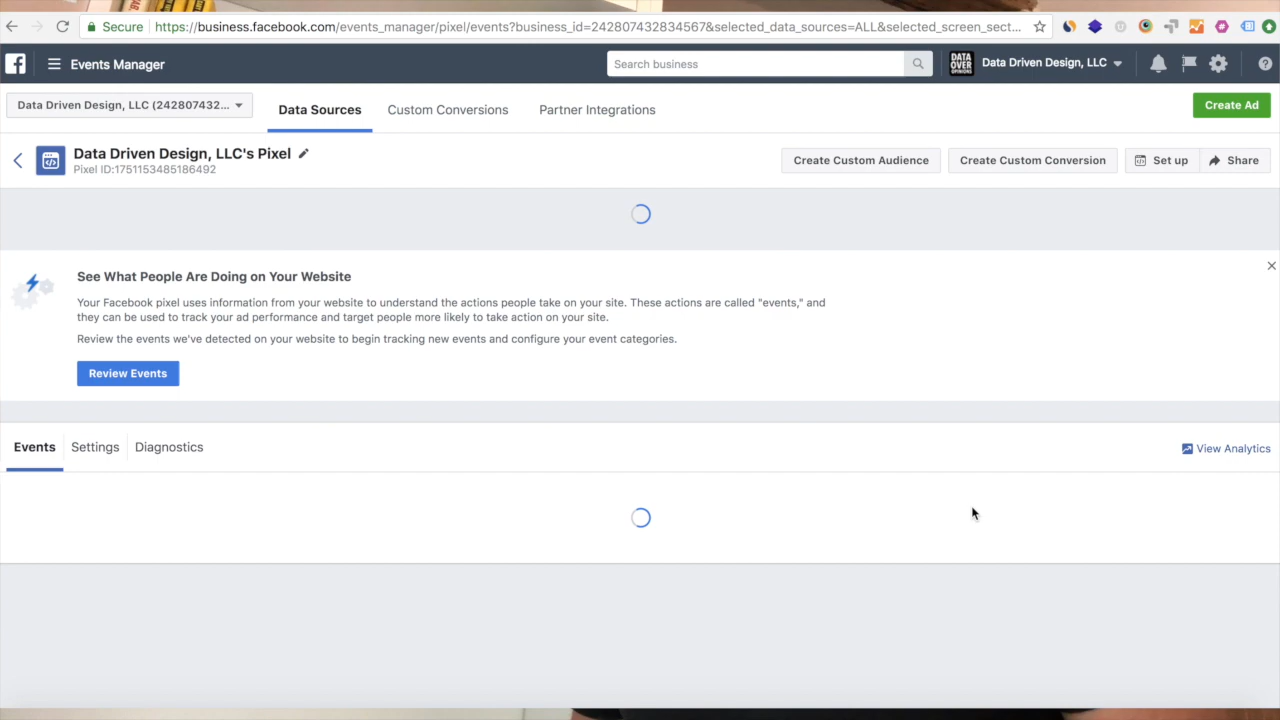 Secure
https://business.facebook.com/events_manager/pixel/events?business_id=242807432834567&selected_data_sources=ALL&selected_screen_sect...
Events Manager
Search business
DATA
OVER
OPINIONS
Data Driven Design, LLC
Data Driven Design, LLC (242807432...
Data Sources
Custom Conversions
Partner Integrations
Create Ad
Data Driven Design, LLC's Pixel
Pixel ID:1751153485186492
Create Custom Audience
Create Custom Conversion
Set up
Share
See What People Are Doing on Your Website
Your Facebook pixel uses information from your website to understand the actions people take on your site. These actions are called "events," and
they can be used to track your ad performance and target people more likely to take action on your site.
Review the events we've detected on your website to begin tracking new events and configure your event categories.
Review Events
Events
Settings
Diagnostics
View Analytics